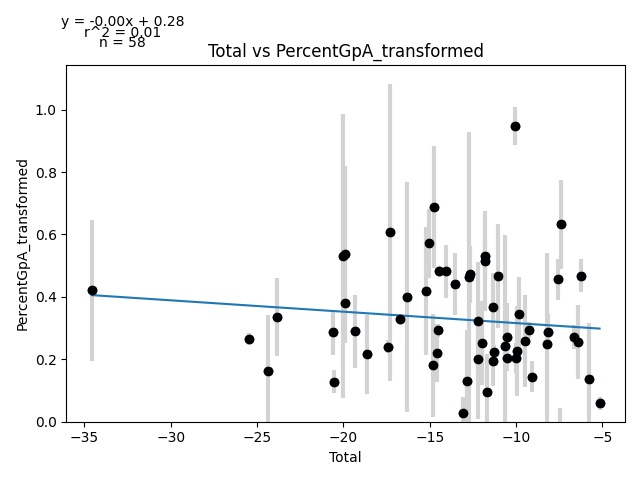 y = -0.00x + 0.28
r^2 = 0.01
n = 58
Total vs PercentGpA_transformed
PercentGpA_transformed
1.0
0.8
0.6
0.4
0.2
0.0
−35 −30 −25 −20 −15 −10 −5
Total